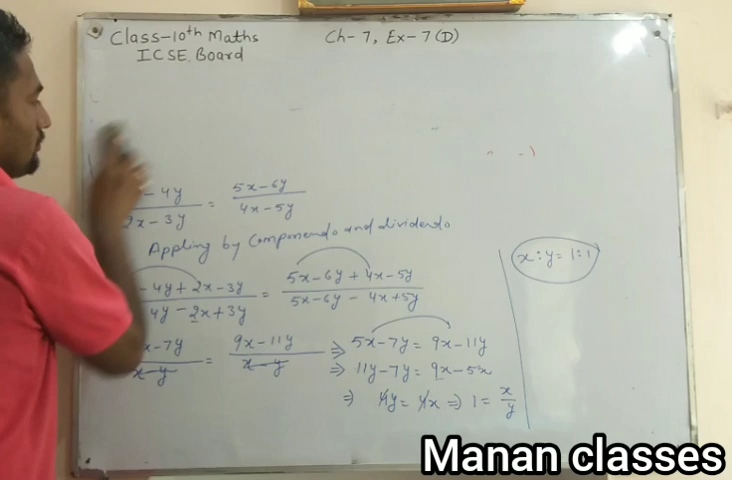 Class-10th Maths Ch-7, Ex-7(D)
ICSE Board
- 4y / 2x - 3y = 5x-6y / 4x-5y
Appling by Componendo and dividendo
- 4y + 2x - 3y / 4y - 2x + 3y = 5x-6y + 4x-5y / 5x-6y - 4x+5y
x-7y / x-y = 9x-11y / x-y ⇒ 5x-7y = 9x-11y
⇒ 11y-7y = 9x-5x
⇒ 4y = 4x ⇒ 1 = x/y
x:y = 1:1
Manan classes